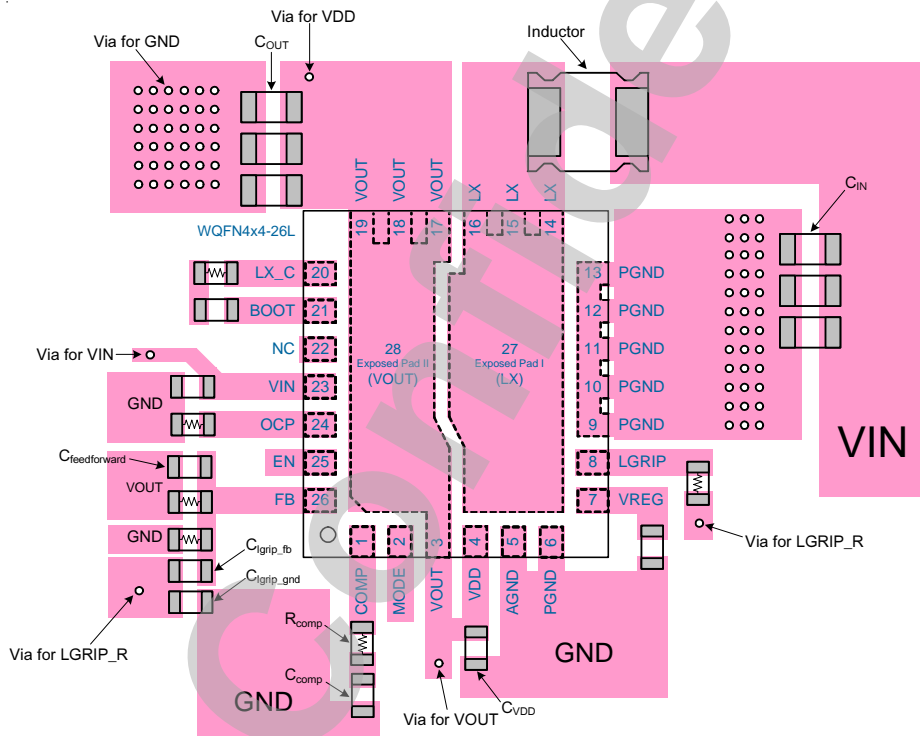 Via for VDD
Via for GND
COUT
Inductor
CIN
VOUT
VOUT
VOUT
LX
LX
LX
19
18
17
16
15
14
WQFN4x4-26L
LX_C
20
BOOT
21
NC
22
Via for VIN
VIN
23
GND
OCP
24
EN
25
FB
26
Cfeedforward
VOUT
GND
Clgrip_fb
Clgrip_gnd
Via for LGRIP_R
28
Exposed Pad II
(VOUT)
27
Exposed Pad I
(LX)
13
PGND
12
PGND
11
PGND
10
PGND
9
PGND
8
LGRIP
7
VREG
VIN
Via for LGRIP_R
1
2
3
4
5
6
COMP
MODE
VOUT
VDD
AGND
PGND
Rcomp
Ccomp
GND
GND
CVDD
Via for VOUT
Confide